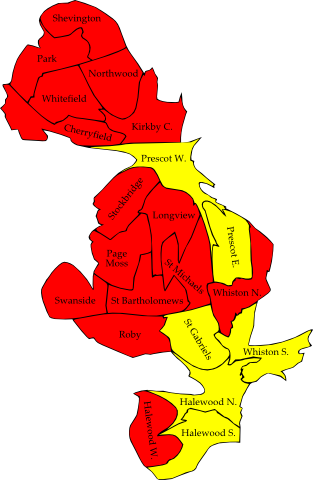 Shevington
Park
Northwood
Whitefield
Cherryfield
Kirkby C.
Prescot W.
Stockbridge
Longview
Prescot E.
Page
Moss
St Michaels
Swanside
St Bartholomews
Whiston N.
Roby
St Gabriels
Whiston S.
Halewood N.
Halewood W.
Halewood S.